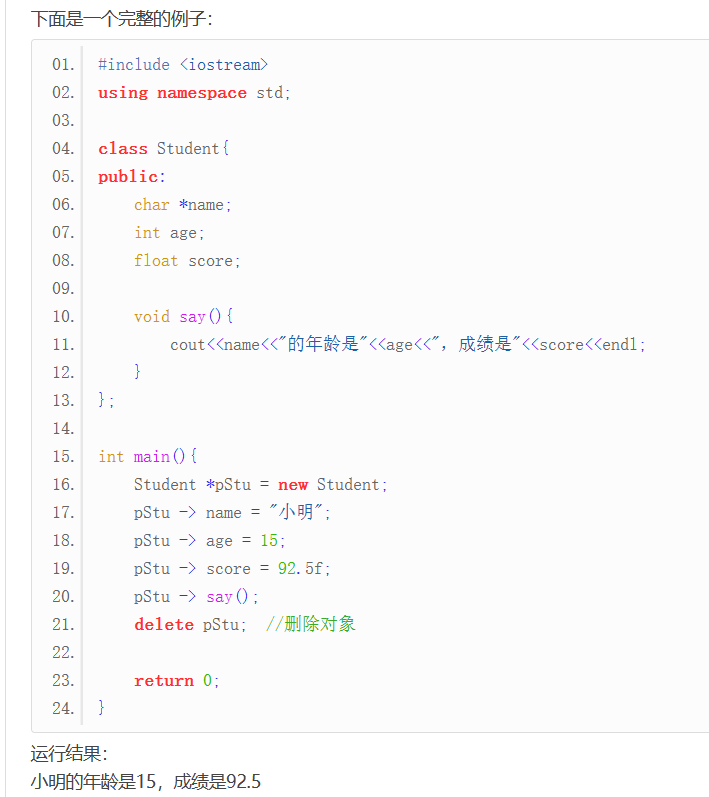 下面是一个完整的例子：
01. #include <iostream>
02. using namespace std;
03.
04. class Student{
05. public:
06.     char *name;
07.     int age;
08.     float score;
09.
10.     void say(){
11.         cout<<name<<"的年龄是"<<age<<"，成绩是"<<score<<endl;
12.     }
13. };
14.
15. int main(){
16.     Student *pStu = new Student;
17.     pStu -> name = "小明";
18.     pStu -> age = 15;
19.     pStu -> score = 92.5f;
20.     pStu -> say();
21.     delete pStu;  //删除对象
22.
23.     return 0;
24. }
运行结果：
小明的年龄是15，成绩是92.5